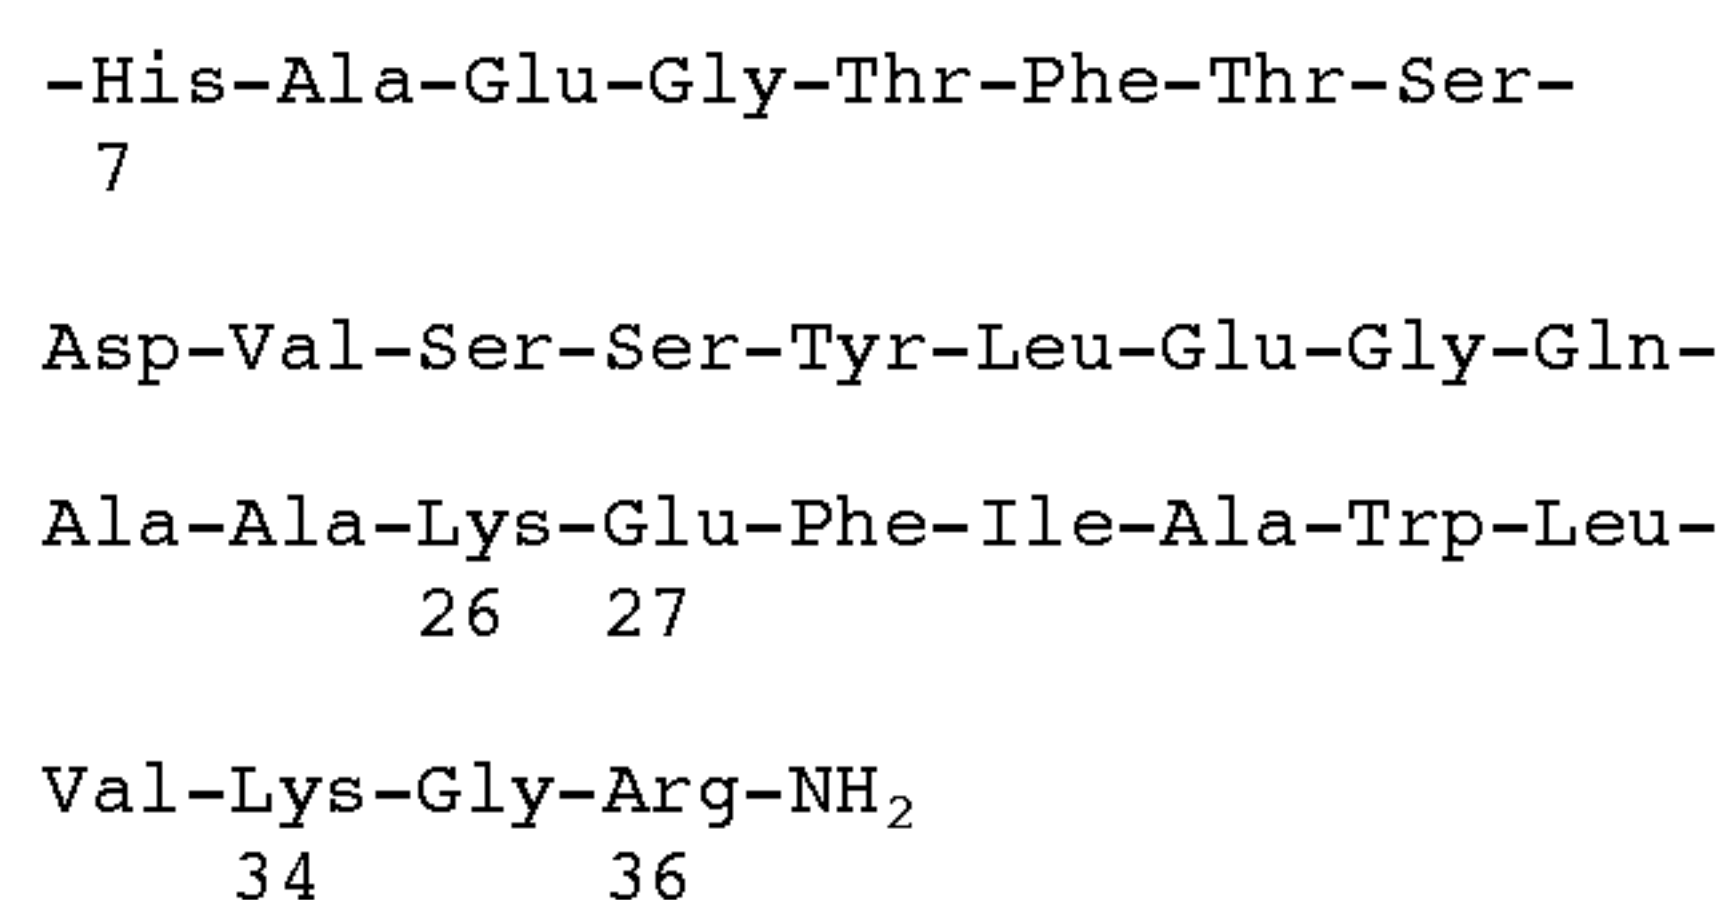 -His-Ala-Glu-Gly-Thr-Phe-Thr-Ser-
7
Asp-Val-Ser-Ser-Tyr-Leu-Glu-Gly-Gln-
Ala-Ala-Lys-Glu-Phe-Ile-Ala-Trp-Leu-
26 27
Val-Lys-Gly-Arg-NH₂
34 36